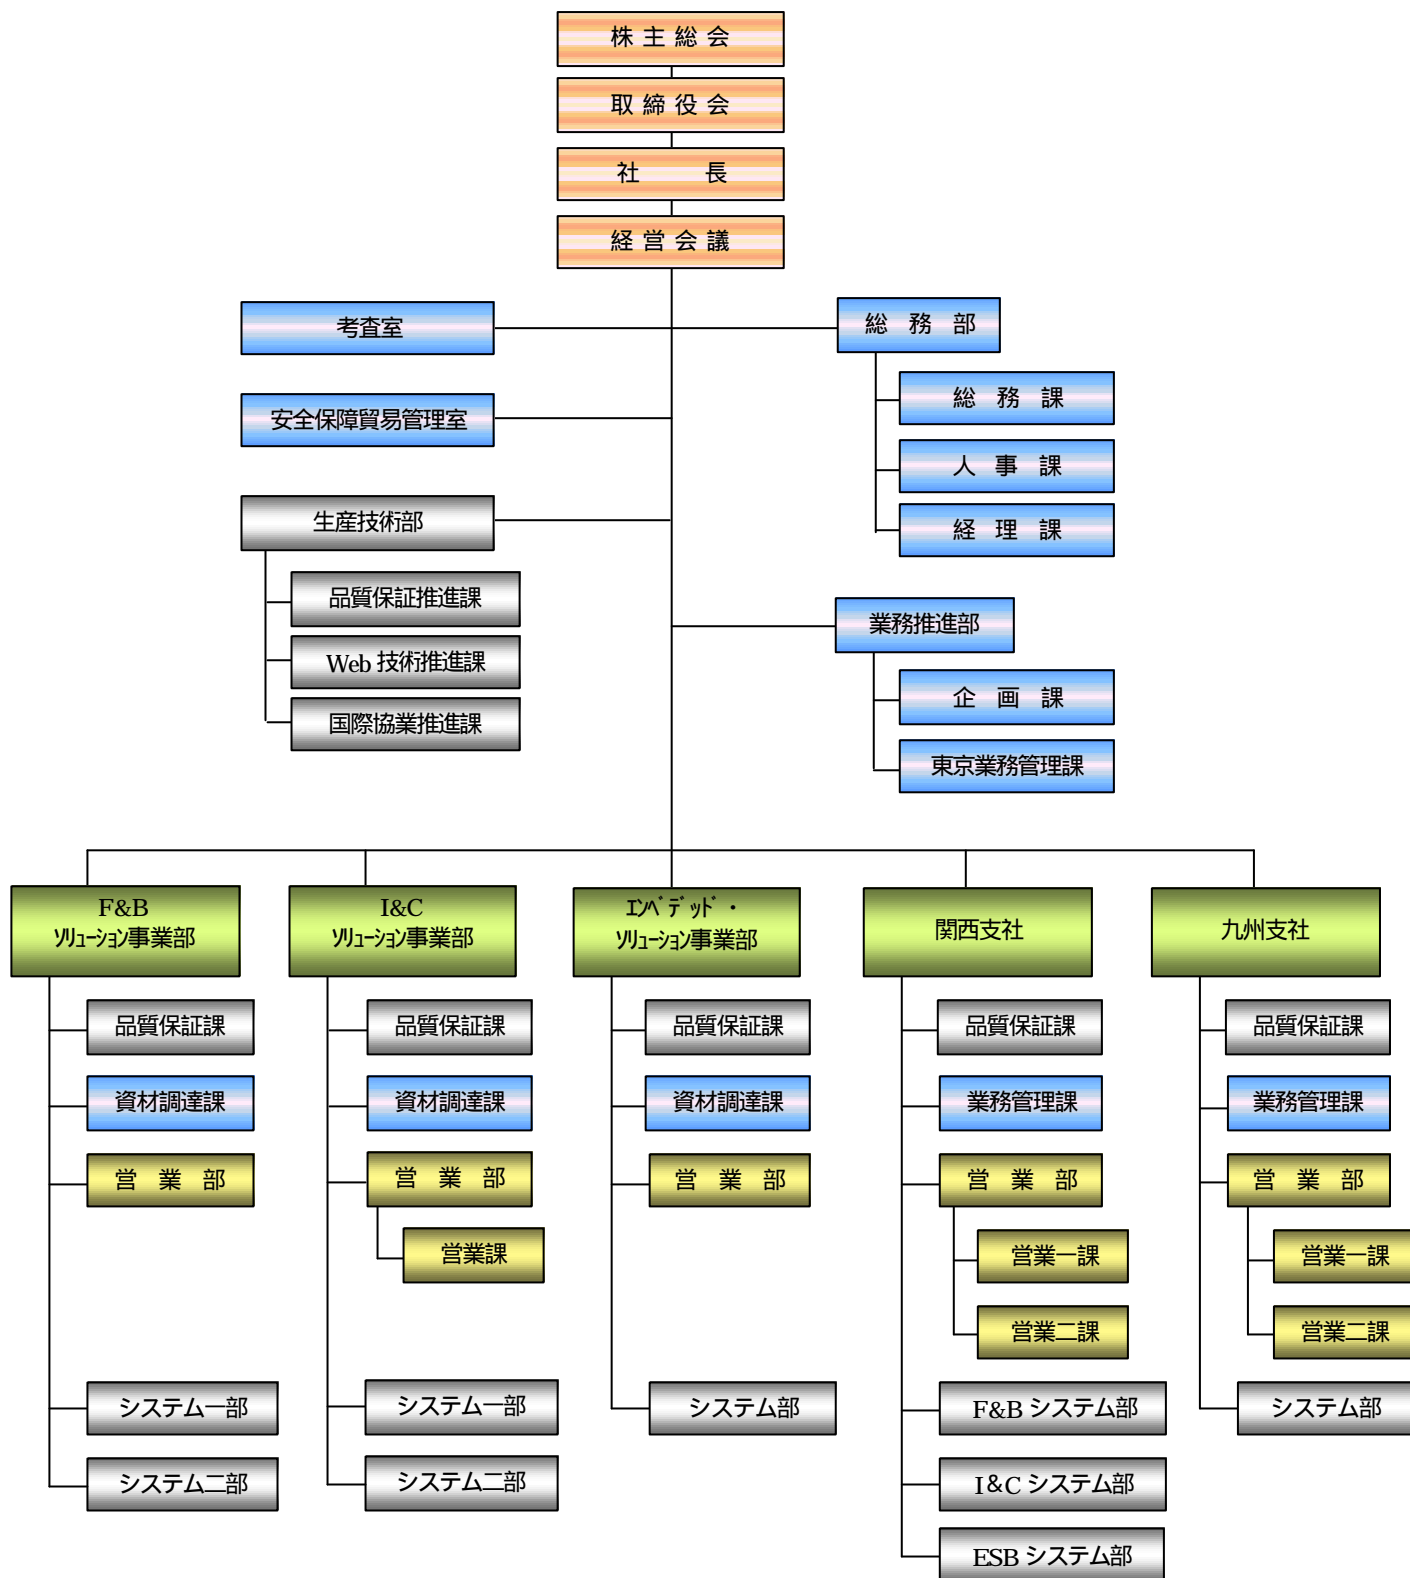 株主総会
取締役会
社　長
経営会議
考査室
総務部
総務課
人事課
経理課
安全保障貿易管理室
生産技術部
品質保証推進課
Web 技術推進課
国際協業推進課
業務推進部
企画課
東京業務管理課
F&B
ｿﾘｭｰｼｮﾝ事業部
品質保証課
資材調達課
営業部
システム一部
システム二部
I&C
ｿﾘｭｰｼｮﾝ事業部
品質保証課
資材調達課
営業部
営業課
システム一部
システム二部
ｴﾝﾍﾞﾃﾞｯﾄﾞ・
ｿﾘｭｰｼｮﾝ事業部
品質保証課
資材調達課
営業部
システム部
関西支社
品質保証課
業務管理課
営業部
営業一課
営業二課
F&B システム部
I&C システム部
ESB システム部
九州支社
品質保証課
業務管理課
営業部
営業一課
営業二課
システム部